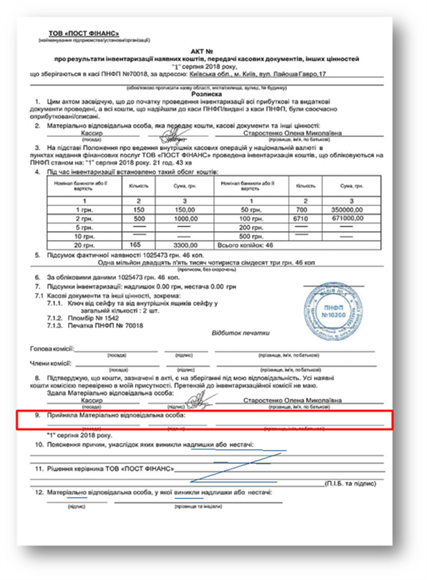 ТОВ «ПОСТ ФІНАНС»
(найменування підприємства/установи/організації)
АКТ №
про результати інвентаризації наявних коштів, передачі касових документів, інших цінностей
"1" серпня 2018 року,
що зберігаються в касі ПНФП №70018, за адресою: Київська обл., м. Київ, вул. Лайоша Гавро,17
(обов'язково прописати назву області, міста/селища, вулиці, № будинку)
Розписка
1. Цим актом засвідчую, що до початку проведення інвентаризації всі прибуткові та видаткові
документи проведені, а всі кошти, що надійшли до каси ПНФП/видані з каси ПНФП, були своєчасно
оприбутковані/списані.
2. Матеріально відповідальна особа, яка передає кошти, касові документи та інші цінності:
Кассир Старостенко Олена Миколаївна
(посада) (підпис) (прізвище, ім'я, по батькові)
3. На підставі Положення про ведення внутрішніх касових операцій у національній валюті в
пунктах надання фінансових послуг ТОВ «ПОСТ ФІНАНС» проведена інвентаризація коштів, що обліковуються на
ПНФП станом на: "1" серпня 2018 року. 21 год. 43 хв
4. Під час інвентаризації встановлено такий обсяг коштів:
Номінал банкноти або її вартість Кількість Сума, грн. Номінал банкноти або її вартість Кількість Сума, грн.
1 2 3 1 2 3
1 грн. 150 150,00 50 грн. 700 350000.00
2 грн. 500 1000.00 100 грн. 6710 671000.00
5 грн. —— —— —— —— ——
10 грн. —— —— —— —— ——
20 грн. 165 3300.00 Всього копійок: 46
5. Підсумок фактичної наявності: 1025473 грн. 46 коп.
Одна мільйон двадцять п'ять тисяч чотириста сімдесят три грн. 46 коп
(прописом, без скорочень)
6. За обліковими даними 1025473 грн. 46 коп.
7. Підсумки інвентаризації: надлишок 0.00 грн, нестача 0.00 грн
7.1 Касові документи та інші цінності, зокрема:
7.1.1. Ключ від сейфу та від внутрішніх ящиків сейфу у
загальній кількості : 2 шт.
7.1.2. Пломбір № 1542
7.1.3. Печатка ПНФП № 70018
ПНФП
№10200
Відбиток печатки
Голова комісії:
(посада) (підпис) (прізвище, ім'я, по батькові)
Члени комісії:
(посада) (підпис) (прізвище, ім'я, по батькові)
8. Підтверджую, що кошти, зазначені в акті, є на зберіганні під мою відповідальність. Усі наявні
кошти комісією перевірено в моїй присутності. Претензій до інвентаризаційної комісії не маю.
Здала Матеріально відповідальна особа:
Кассир Старостенко Олена Миколаївна
(посада) (підпис) (прізвище, ім'я, по батькові)
9. Прийняла Матеріально відповідальна особа:
(посада) (підпис) (прізвище, ім'я, по батькові)
"1" серпня 2018 року
10. Пояснення причин, унаслідок яких виникли надлишки або нестачі:
11. Рішення керівника ТОВ «ПОСТ ФІНАНС»
(П.І.Б. та підпис)
12. Матеріально відповідальна особа, у якої виникли надлишки або нестачі:
(підпис) (прізвище та ініціали)